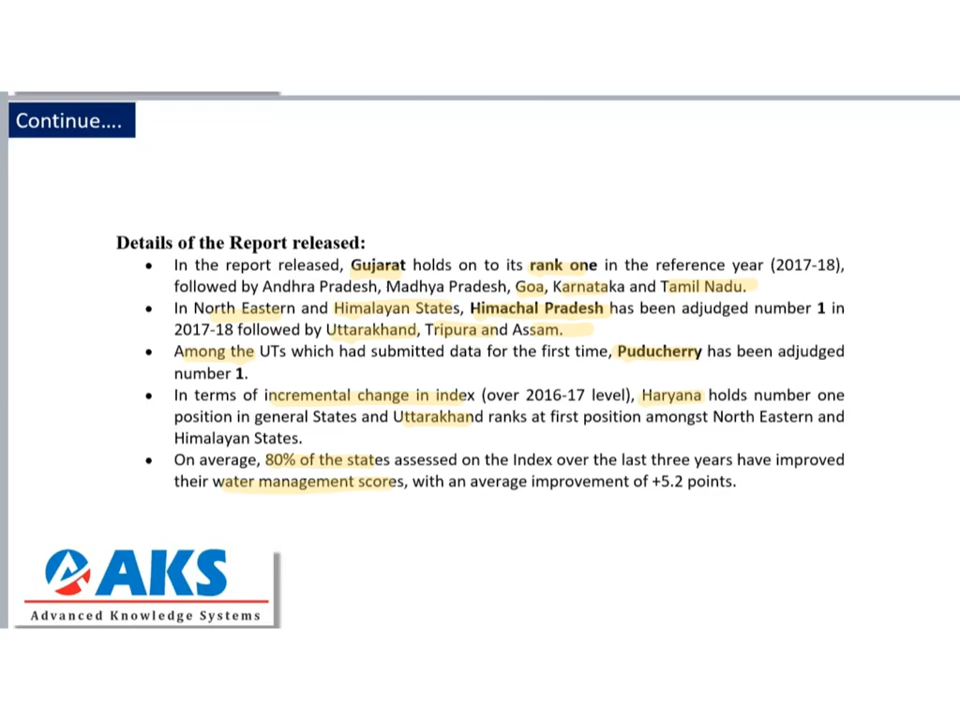 Continue....
Details of the Report released:
• In the report released, Gujarat holds on to its rank one in the reference year (2017-18),
followed by Andhra Pradesh, Madhya Pradesh, Goa, Karnataka and Tamil Nadu.
• In North Eastern and Himalayan States, Himachal Pradesh has been adjudged number 1 in
2017-18 followed by Uttarakhand, Tripura and Assam.
• Among the UTs which had submitted data for the first time, Puducherry has been adjudged
number 1.
• In terms of incremental change in index (over 2016-17 level), Haryana holds number one
position in general States and Uttarakhand ranks at first position amongst North Eastern and
Himalayan States.
• On average, 80% of the states assessed on the Index over the last three years have improved
their water management scores, with an average improvement of +5.2 points.
AKS
Advanced Knowledge Systems